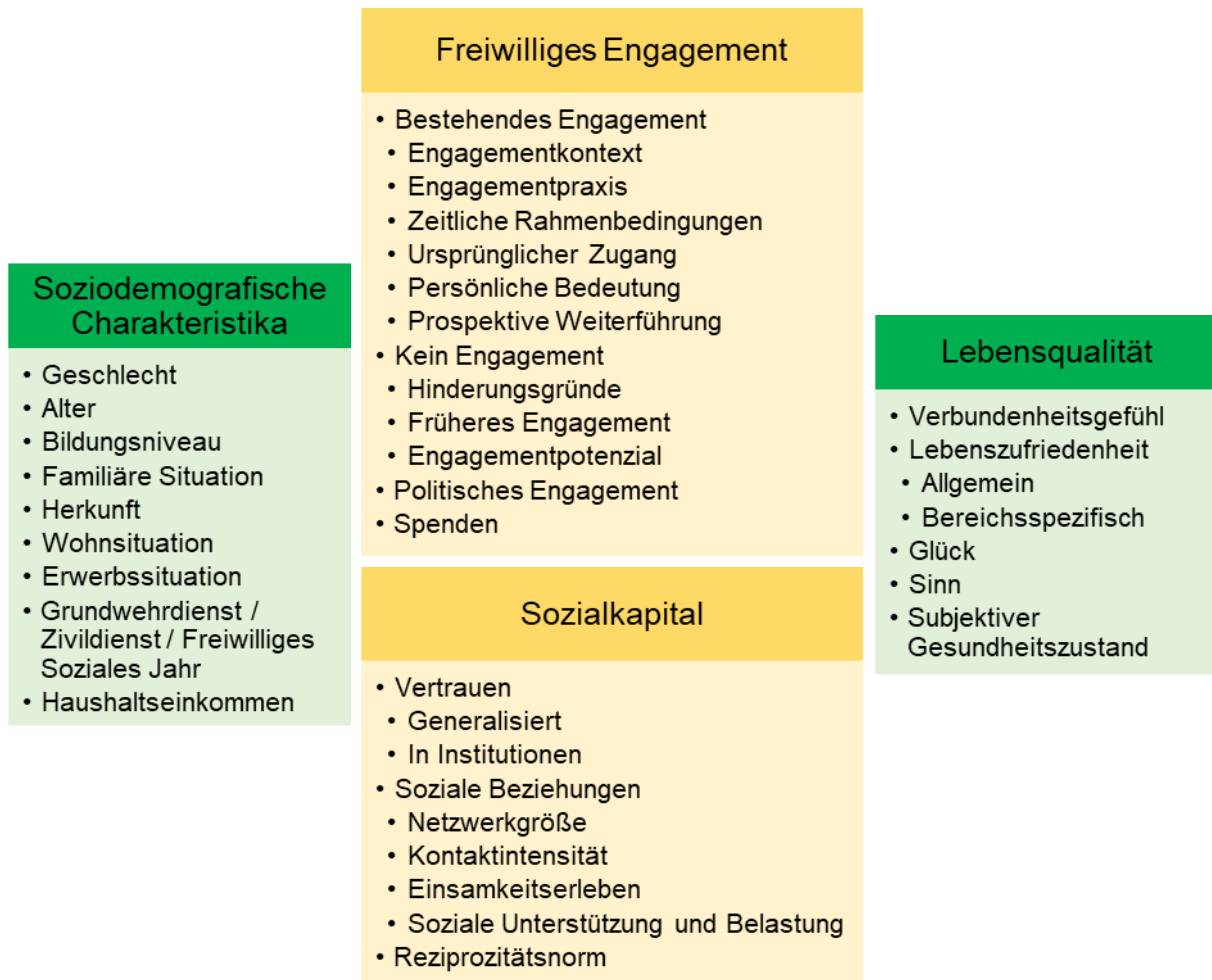 Freiwilliges Engagement
• Bestehendes Engagement
• Engagementkontext
• Engagementpraxis
• Zeitliche Rahmenbedingungen
• Ursprünglicher Zugang
• Persönliche Bedeutung
• Prospektive Weiterführung
• Kein Engagement
• Hinderungsgründe
• Früheres Engagement
• Engagementpotenzial
• Politisches Engagement
• Spenden
Soziodemografische
Charakteristika
• Geschlecht
• Alter
• Bildungsniveau
• Familiäre Situation
• Herkunft
• Wohnsituation
• Erwerbssituation
• Grundwehrdienst /
Zivildienst / Freiwilliges
Soziales Jahr
• Haushaltseinkommen
Sozialkapital
• Vertrauen
• Generalisiert
• In Institutionen
• Soziale Beziehungen
• Netzwerkgröße
• Kontaktintensität
• Einsamkeitserleben
• Soziale Unterstützung und Belastung
• Reziprozitätsnorm
Lebensqualität
• Verbundenheitsgefühl
• Lebenszufriedenheit
• Allgemein
• Bereichsspezifisch
• Glück
• Sinn
• Subjektiver
Gesundheitszustand